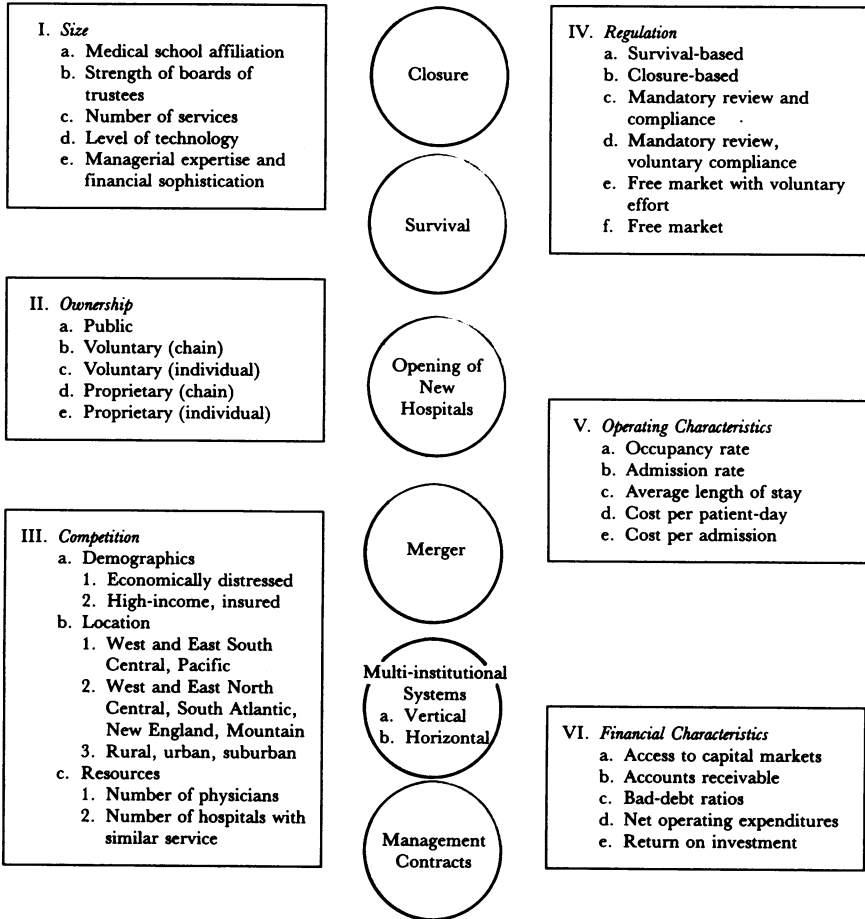 I. Size
a. Medical school affiliation
b. Strength of boards of
trustees
c. Number of services
d. Level of technology
e. Managerial expertise and
financial sophistication
II. Ownership
a. Public
b. Voluntary (chain)
c. Voluntary (individual)
d. Proprietary (chain)
e. Proprietary (individual)
III. Competition
a. Demographics
1. Economically distressed
2. High-income, insured
b. Location
1. West and East South
Central, Pacific
2. West and East North
Central, South Atlantic,
New England, Mountain
3. Rural, urban, suburban
c. Resources
1. Number of physicians
2. Number of hospitals with
similar service
Closure
Survival
Opening of
New
Hospitals
Merger
Multi-institutional
Systems
a. Vertical
b. Horizontal
Management
Contracts
IV. Regulation
a. Survival-based
b. Closure-based
c. Mandatory review and
compliance
d. Mandatory review,
voluntary compliance
e. Free market with voluntary
effort
f. Free market
V. Operating Characteristics
a. Occupancy rate
b. Admission rate
c. Average length of stay
d. Cost per patient-day
e. Cost per admission
VI. Financial Characteristics
a. Access to capital markets
b. Accounts receivable
c. Bad-debt ratios
d. Net operating expenditures
e. Return on investment